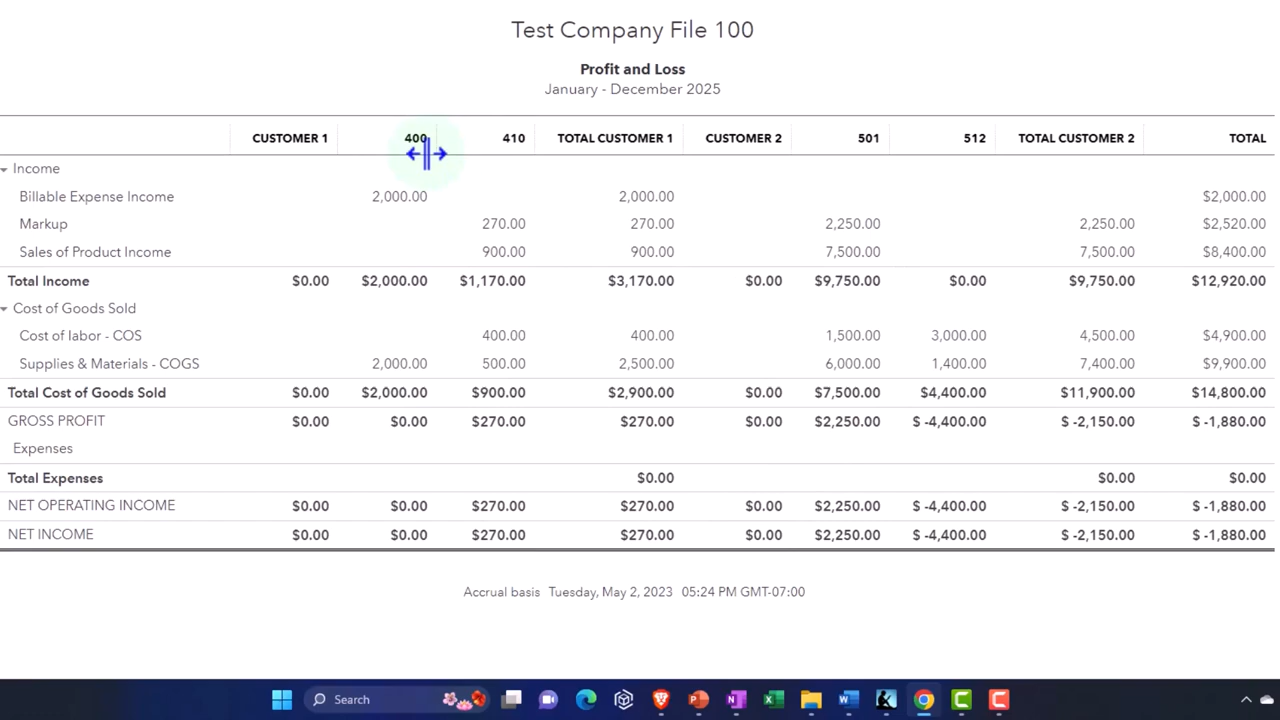 Test Company File 100
Profit and Loss
January - December 2025
CUSTOMER 1 400 410 TOTAL CUSTOMER 1 CUSTOMER 2 501 512 TOTAL CUSTOMER 2 TOTAL
Income
Billable Expense Income 2,000.00 2,000.00 $2,000.00
Markup 270.00 270.00 2,250.00 2,250.00 $2,520.00
Sales of Product Income 900.00 900.00 7,500.00 7,500.00 $8,400.00
Total Income $0.00 $2,000.00 $1,170.00 $3,170.00 $0.00 $9,750.00 $0.00 $9,750.00 $12,920.00
Cost of Goods Sold
Cost of labor - COS 400.00 400.00 1,500.00 3,000.00 4,500.00 $4,900.00
Supplies & Materials - COGS 2,000.00 500.00 2,500.00 6,000.00 1,400.00 7,400.00 $9,900.00
Total Cost of Goods Sold $0.00 $2,000.00 $900.00 $2,900.00 $0.00 $7,500.00 $4,400.00 $11,900.00 $14,800.00
GROSS PROFIT $0.00 $0.00 $270.00 $270.00 $0.00 $2,250.00 $ -4,400.00 $ -2,150.00 $ -1,880.00
Expenses
Total Expenses $0.00 $0.00 $0.00
NET OPERATING INCOME $0.00 $0.00 $270.00 $270.00 $0.00 $2,250.00 $ -4,400.00 $ -2,150.00 $ -1,880.00
NET INCOME $0.00 $0.00 $270.00 $270.00 $0.00 $2,250.00 $ -4,400.00 $ -2,150.00 $ -1,880.00
Accrual basis Tuesday, May 2, 2023 05:24 PM GMT-07:00
Search